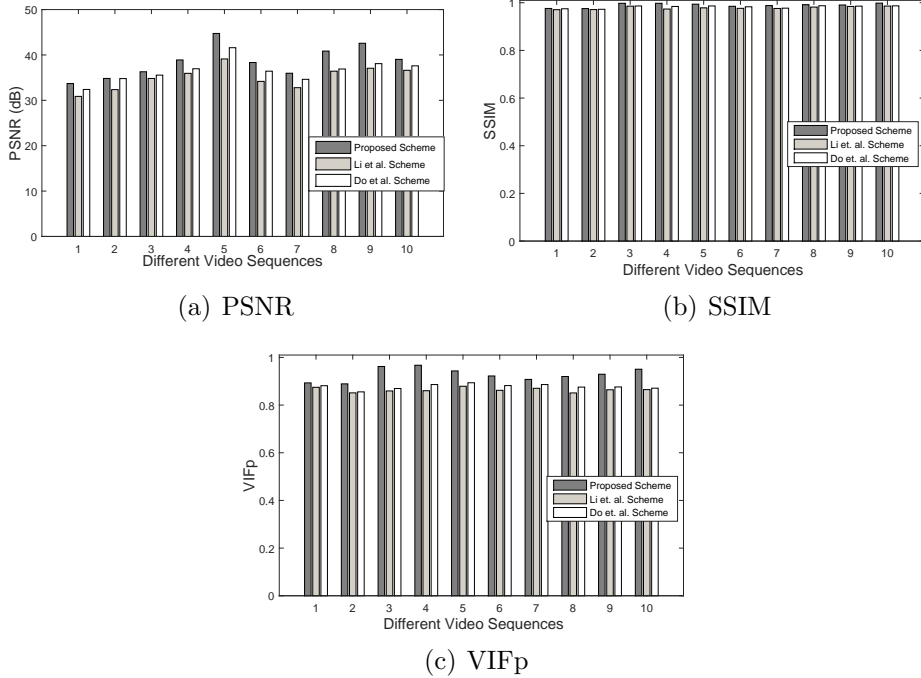 50
40
30
20
10
0
PSNR (dB)
Proposed Scheme
Li et al. Scheme
Do et al. Scheme
1 2 3 4 5 6 7 8 9 10
Different Video Sequences
(a) PSNR
1
0.8
0.6
0.4
0.2
0
SSIM
Proposed Scheme
Li et. al. Scheme
Do et. al. Scheme
1 2 3 4 5 6 7 8 9 10
Different Video Sequences
(b) SSIM
1
0.8
0.6
0.4
0.2
0
VIFp
Proposed Scheme
Li et. al. Scheme
Do et. al. Scheme
1 2 3 4 5 6 7 8 9 10
Different Video Sequences
(c) VIFp